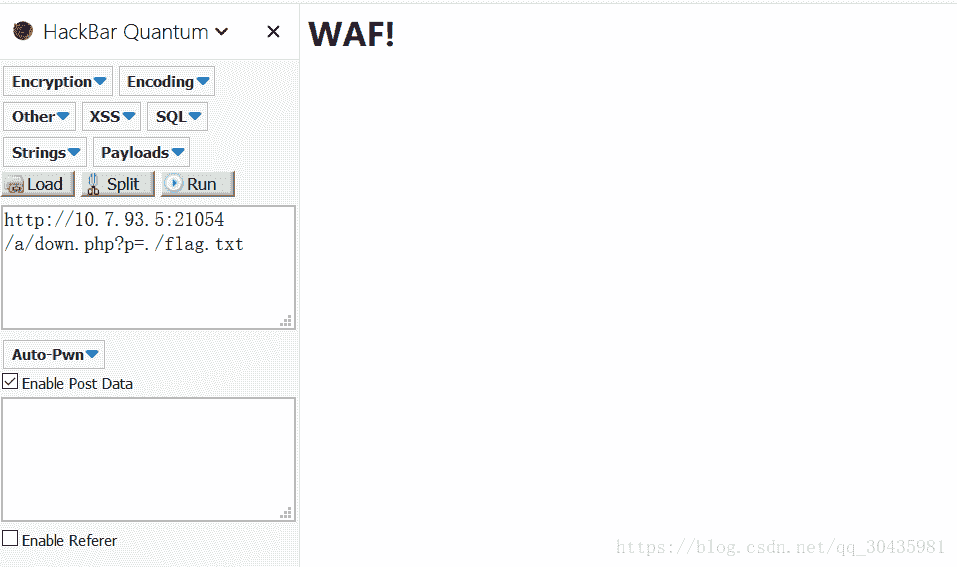 HackBar Quantum
WAF!
Encryption Encoding
Other XSS SQL
Strings Payloads
Load Split Run
http://10.7.93.5:21054
/a/down.php?p=./flag.txt
Auto-Pwn
Enable Post Data
Enable Referer
https://blog.csdn.net/qq_30435981